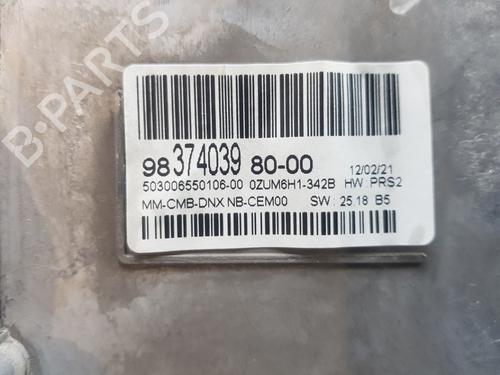 B-PARTS
98 374039 80-00
12/02/21
503006550106-00 0ZUM6H1-342B HW : PRS2
MM-CMB-DNX NB-CEM00 SW : 25 18 B5